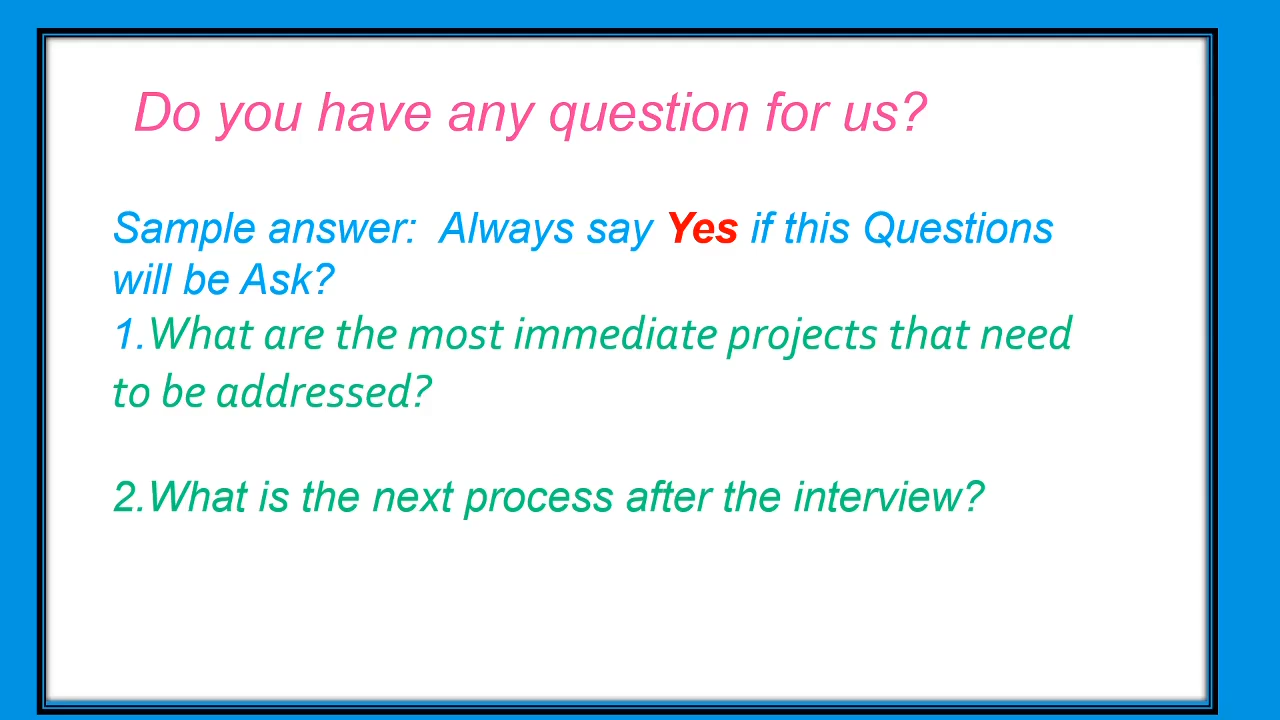 Do you have any question for us?
Sample answer:  Always say Yes if this Questions
will be Ask?
1.What are the most immediate projects that need
to be addressed?
2.What is the next process after the interview?